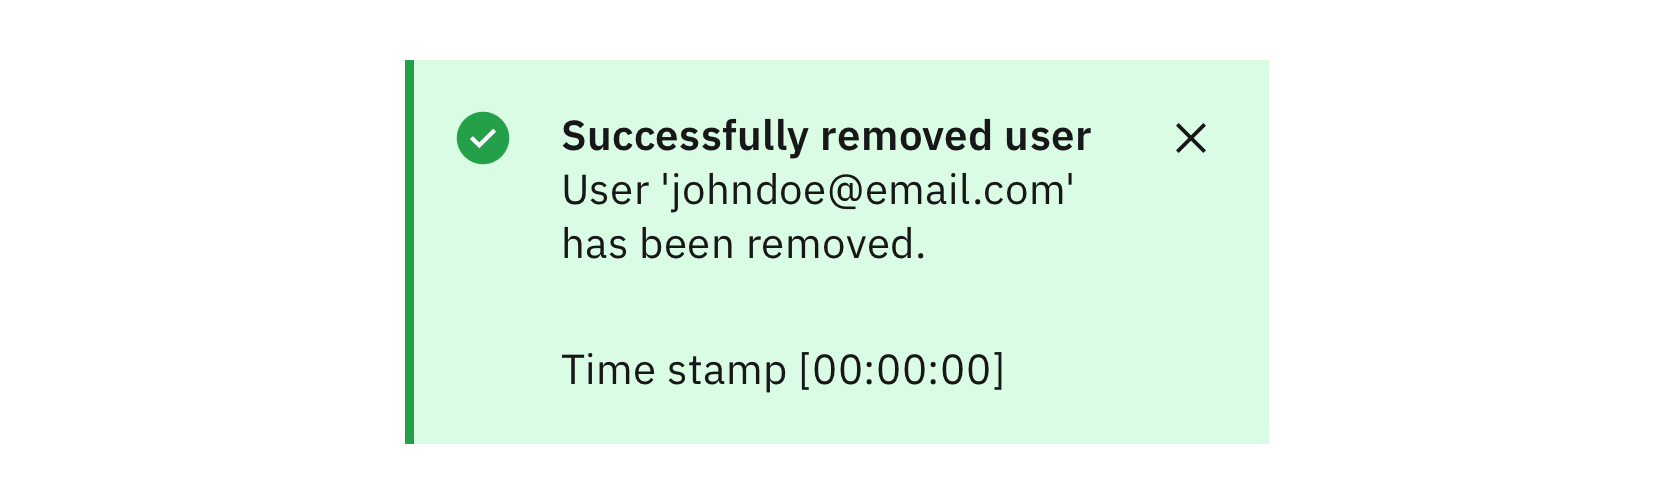 Successfully removed user
User 'johndoe@email.com'
has been removed.
Time stamp [00:00:00]